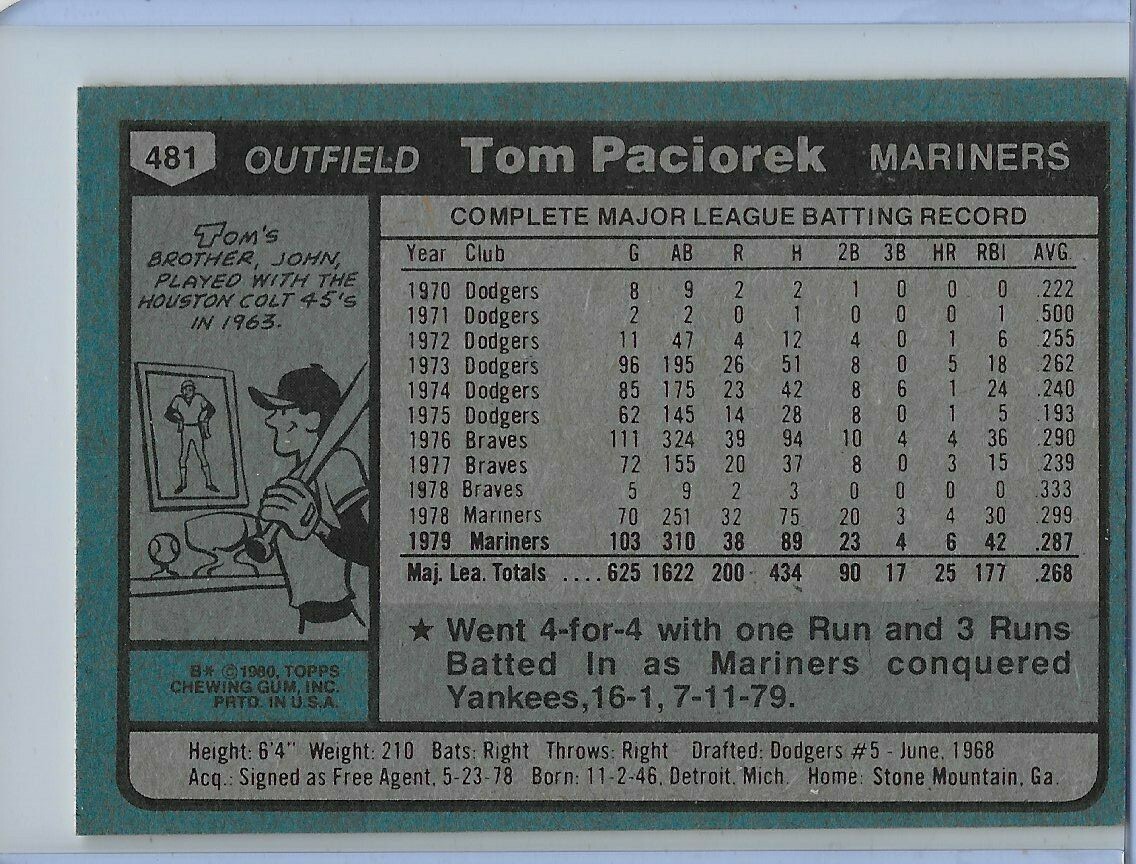 481 OUTFIELD Tom Paciorek MARINERS
TOM'S
BROTHER, JOHN,
PLAYED WITH THE
HOUSTON COLT 45'S
IN 1963.
B* ©1980, TOPPS
CHEWING GUM, INC.
PRTD. IN U.S.A.
COMPLETE MAJOR LEAGUE BATTING RECORD
Year Club G AB R H 2B 3B HR RBI AVG.
1970 Dodgers 8 9 2 2 1 0 0 0 .222
1971 Dodgers 2 2 0 1 0 0 0 1 .500
1972 Dodgers 11 47 4 12 4 0 1 6 .255
1973 Dodgers 96 195 26 51 8 0 5 18 .262
1974 Dodgers 85 175 23 42 8 6 1 24 .240
1975 Dodgers 62 145 14 28 8 0 1 5 .193
1976 Braves 111 324 39 94 10 4 4 36 .290
1977 Braves 72 155 20 37 8 0 3 15 .239
1978 Braves 5 9 2 3 0 0 0 0 .333
1978 Mariners 70 251 32 75 20 3 4 30 .299
1979 Mariners 103 310 38 89 23 4 6 42 .287
Maj. Lea. Totals .... 625 1622 200 434 90 17 25 177 .268
★ Went 4-for-4 with one Run and 3 Runs
Batted In as Mariners conquered
Yankees,16-1, 7-11-79.
Height: 6'4" Weight: 210 Bats: Right Throws: Right Drafted: Dodgers #5 - June, 1968
Acq.: Signed as Free Agent, 5-23-78 Born: 11-2-46, Detroit, Mich. Home: Stone Mountain, Ga.